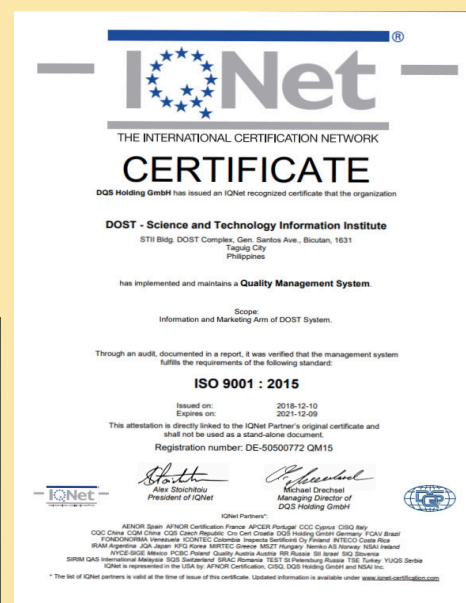 IQNet ®
THE INTERNATIONAL CERTIFICATION NETWORK
CERTIFICATE
DQS Holding GmbH has issued an IQNet recognized certificate that the organization
DOST - Science and Technology Information Institute
STII Bldg. DOST Complex, Gen. Santos Ave., Bicutan, 1631
Taguig City
Philippines
has implemented and maintains a Quality Management System.
Scope:
Information and Marketing Arm of DOST System.
Through an audit, documented in a report, it was verified that the management system
fulfills the requirements of the following standard:
ISO 9001 : 2015
Issued on: 2018-12-10
Expires on: 2021-12-09
This attestation is directly linked to the IQNet Partner's original certificate and
shall not be used as a stand-alone document.
Registration number: DE-50500772 QM15
IQNet
Alex Stoichitoiu
President of IQNet
Michael Drechsel
Managing Director of
DQS Holding GmbH
IQNet Partners*:
AENOR Spain AFNOR Certification France APCER Portugal CCC Cyprus CISQ Italy
CQC China CQM China CQS Czech Republic Cro Cert Croatia DQS Holding GmbH Germany FCAV Brazil
FONDONORMA Venezuela ICONTEC Colombia Inspecta Sertifiointi Oy Finland INTECO Costa Rica
IRAM Argentina JQA Japan KFQ Korea MIRTEC Greece MSZT Hungary Nemko AS Norway NSAI Ireland
NYCE-SIGE México PCBC Poland Quality Austria Austria RR Russia SII Israel SIQ Slovenia
SIRIM QAS International Malaysia SQS Switzerland SRAC Romania TEST St Petersburg Russia TSE Turkey YUQS Serbia
IQNet is represented in the USA by: AFNOR Certification, CISQ, DQS Holding GmbH and NSAI Inc.
* The list of IQNet partners is valid at the time of issue of this certificate. Updated information is available under www.iqnet-certification.com